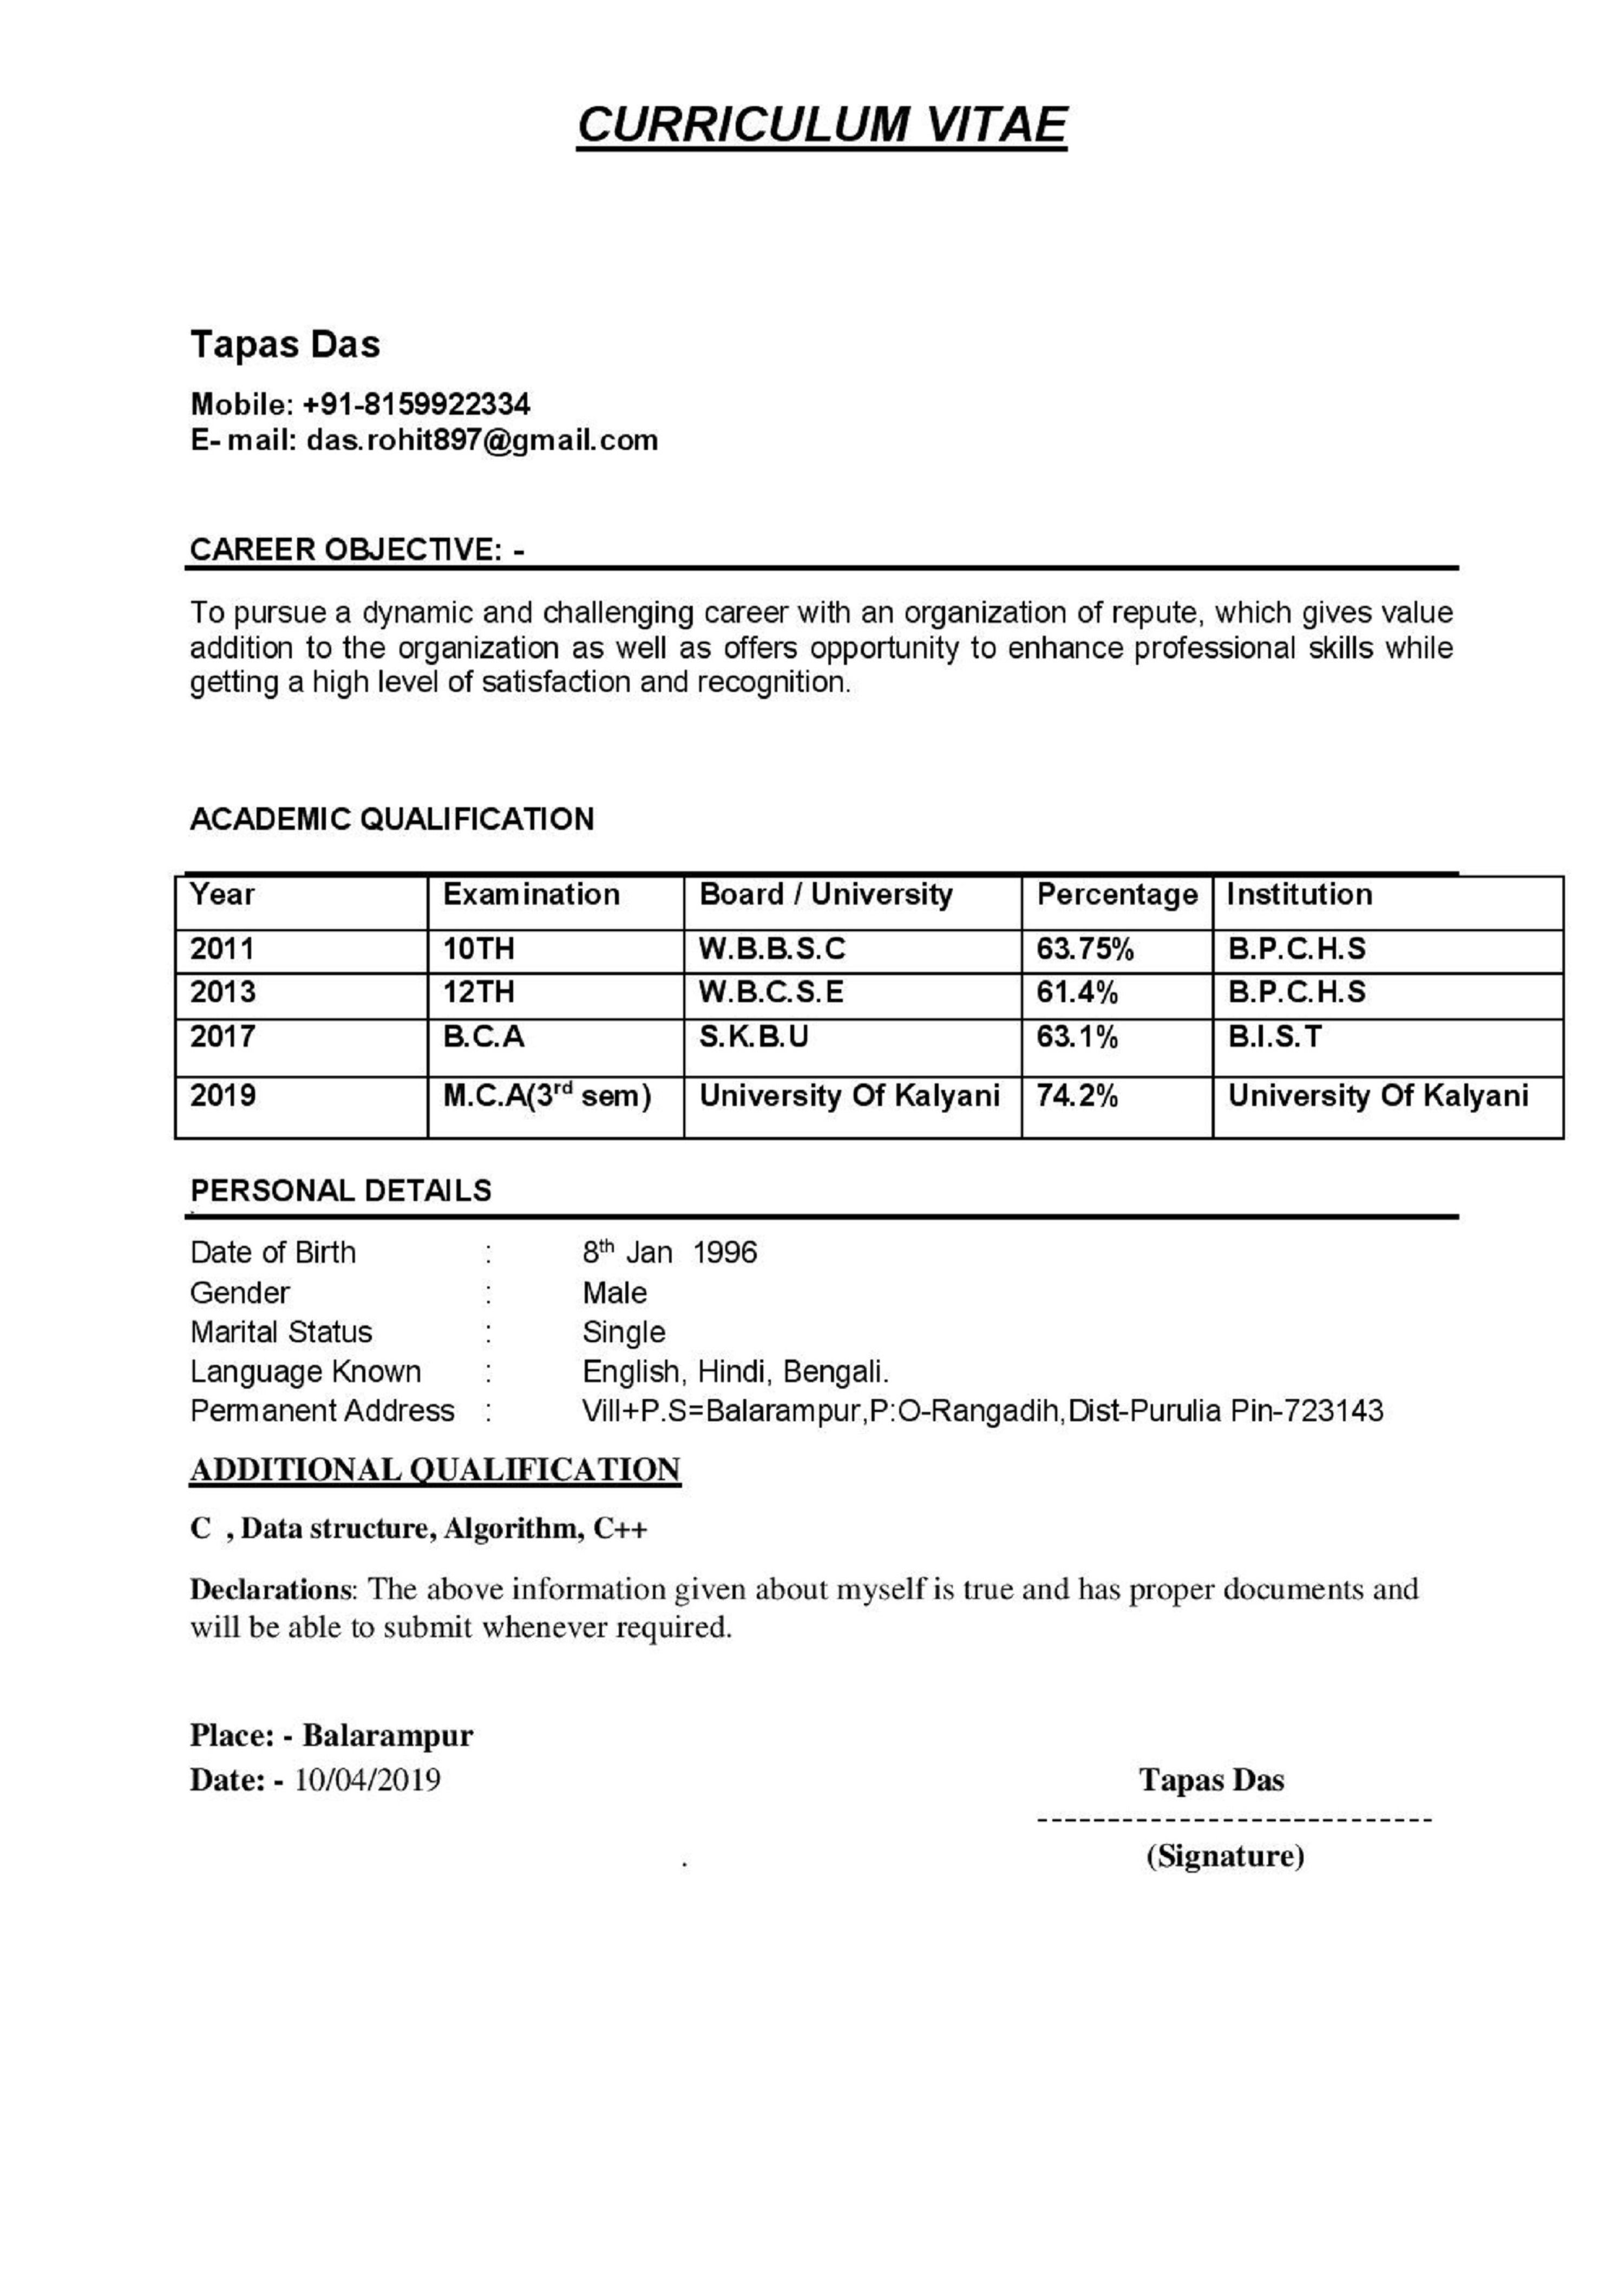 CURRICULUM VITAE
Tapas Das
Mobile: +91-8159922334
E- mail: das.rohit897@gmail.com
CAREER OBJECTIVE: -
To pursue a dynamic and challenging career with an organization of repute, which gives value
addition to the organization as well as offers opportunity to enhance professional skills while
getting a high level of satisfaction and recognition.
ACADEMIC QUALIFICATION
Year Examination Board / University Percentage Institution
2011 10TH W.B.B.S.C 63.75% B.P.C.H.S
2013 12TH W.B.C.S.E 61.4% B.P.C.H.S
2017 B.C.A S.K.B.U 63.1% B.I.S.T
2019 M.C.A(3rd sem) University Of Kalyani 74.2% University Of Kalyani
PERSONAL DETAILS
Date of Birth : 8th Jan 1996
Gender : Male
Marital Status : Single
Language Known : English, Hindi, Bengali.
Permanent Address : Vill+P.S=Balarampur,P:O-Rangadih,Dist-Purulia Pin-723143
ADDITIONAL QUALIFICATION
C , Data structure, Algorithm, C++
Declarations: The above information given about myself is true and has proper documents and
will be able to submit whenever required.
Place: - Balarampur
Date: - 10/04/2019 Tapas Das
----------------------------
. (Signature)